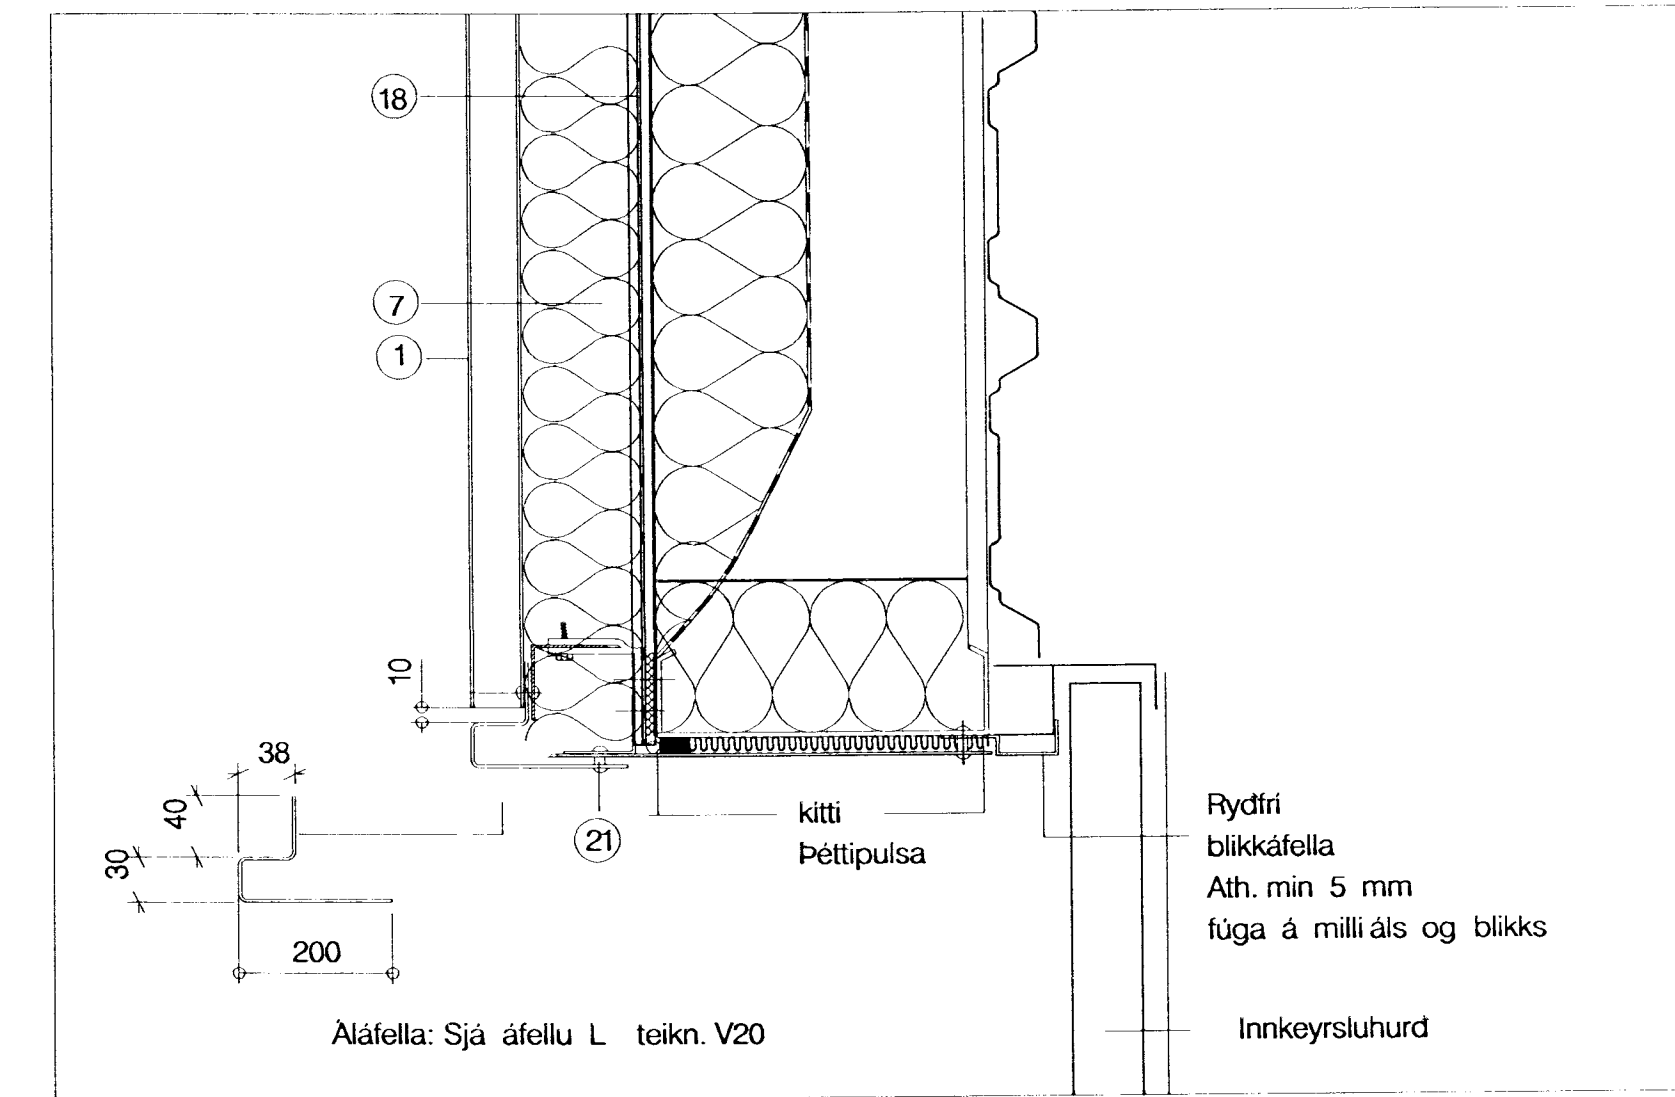 18
7
1
10
38
40
30
200
21
kitti
Þéttipulsa
Ryðfrí
blikkáfella
Ath. min 5 mm
fúga á milli áls og blikks
Innkeyrsluhurð
Áláfella: Sjá áfellu L teikn. V20